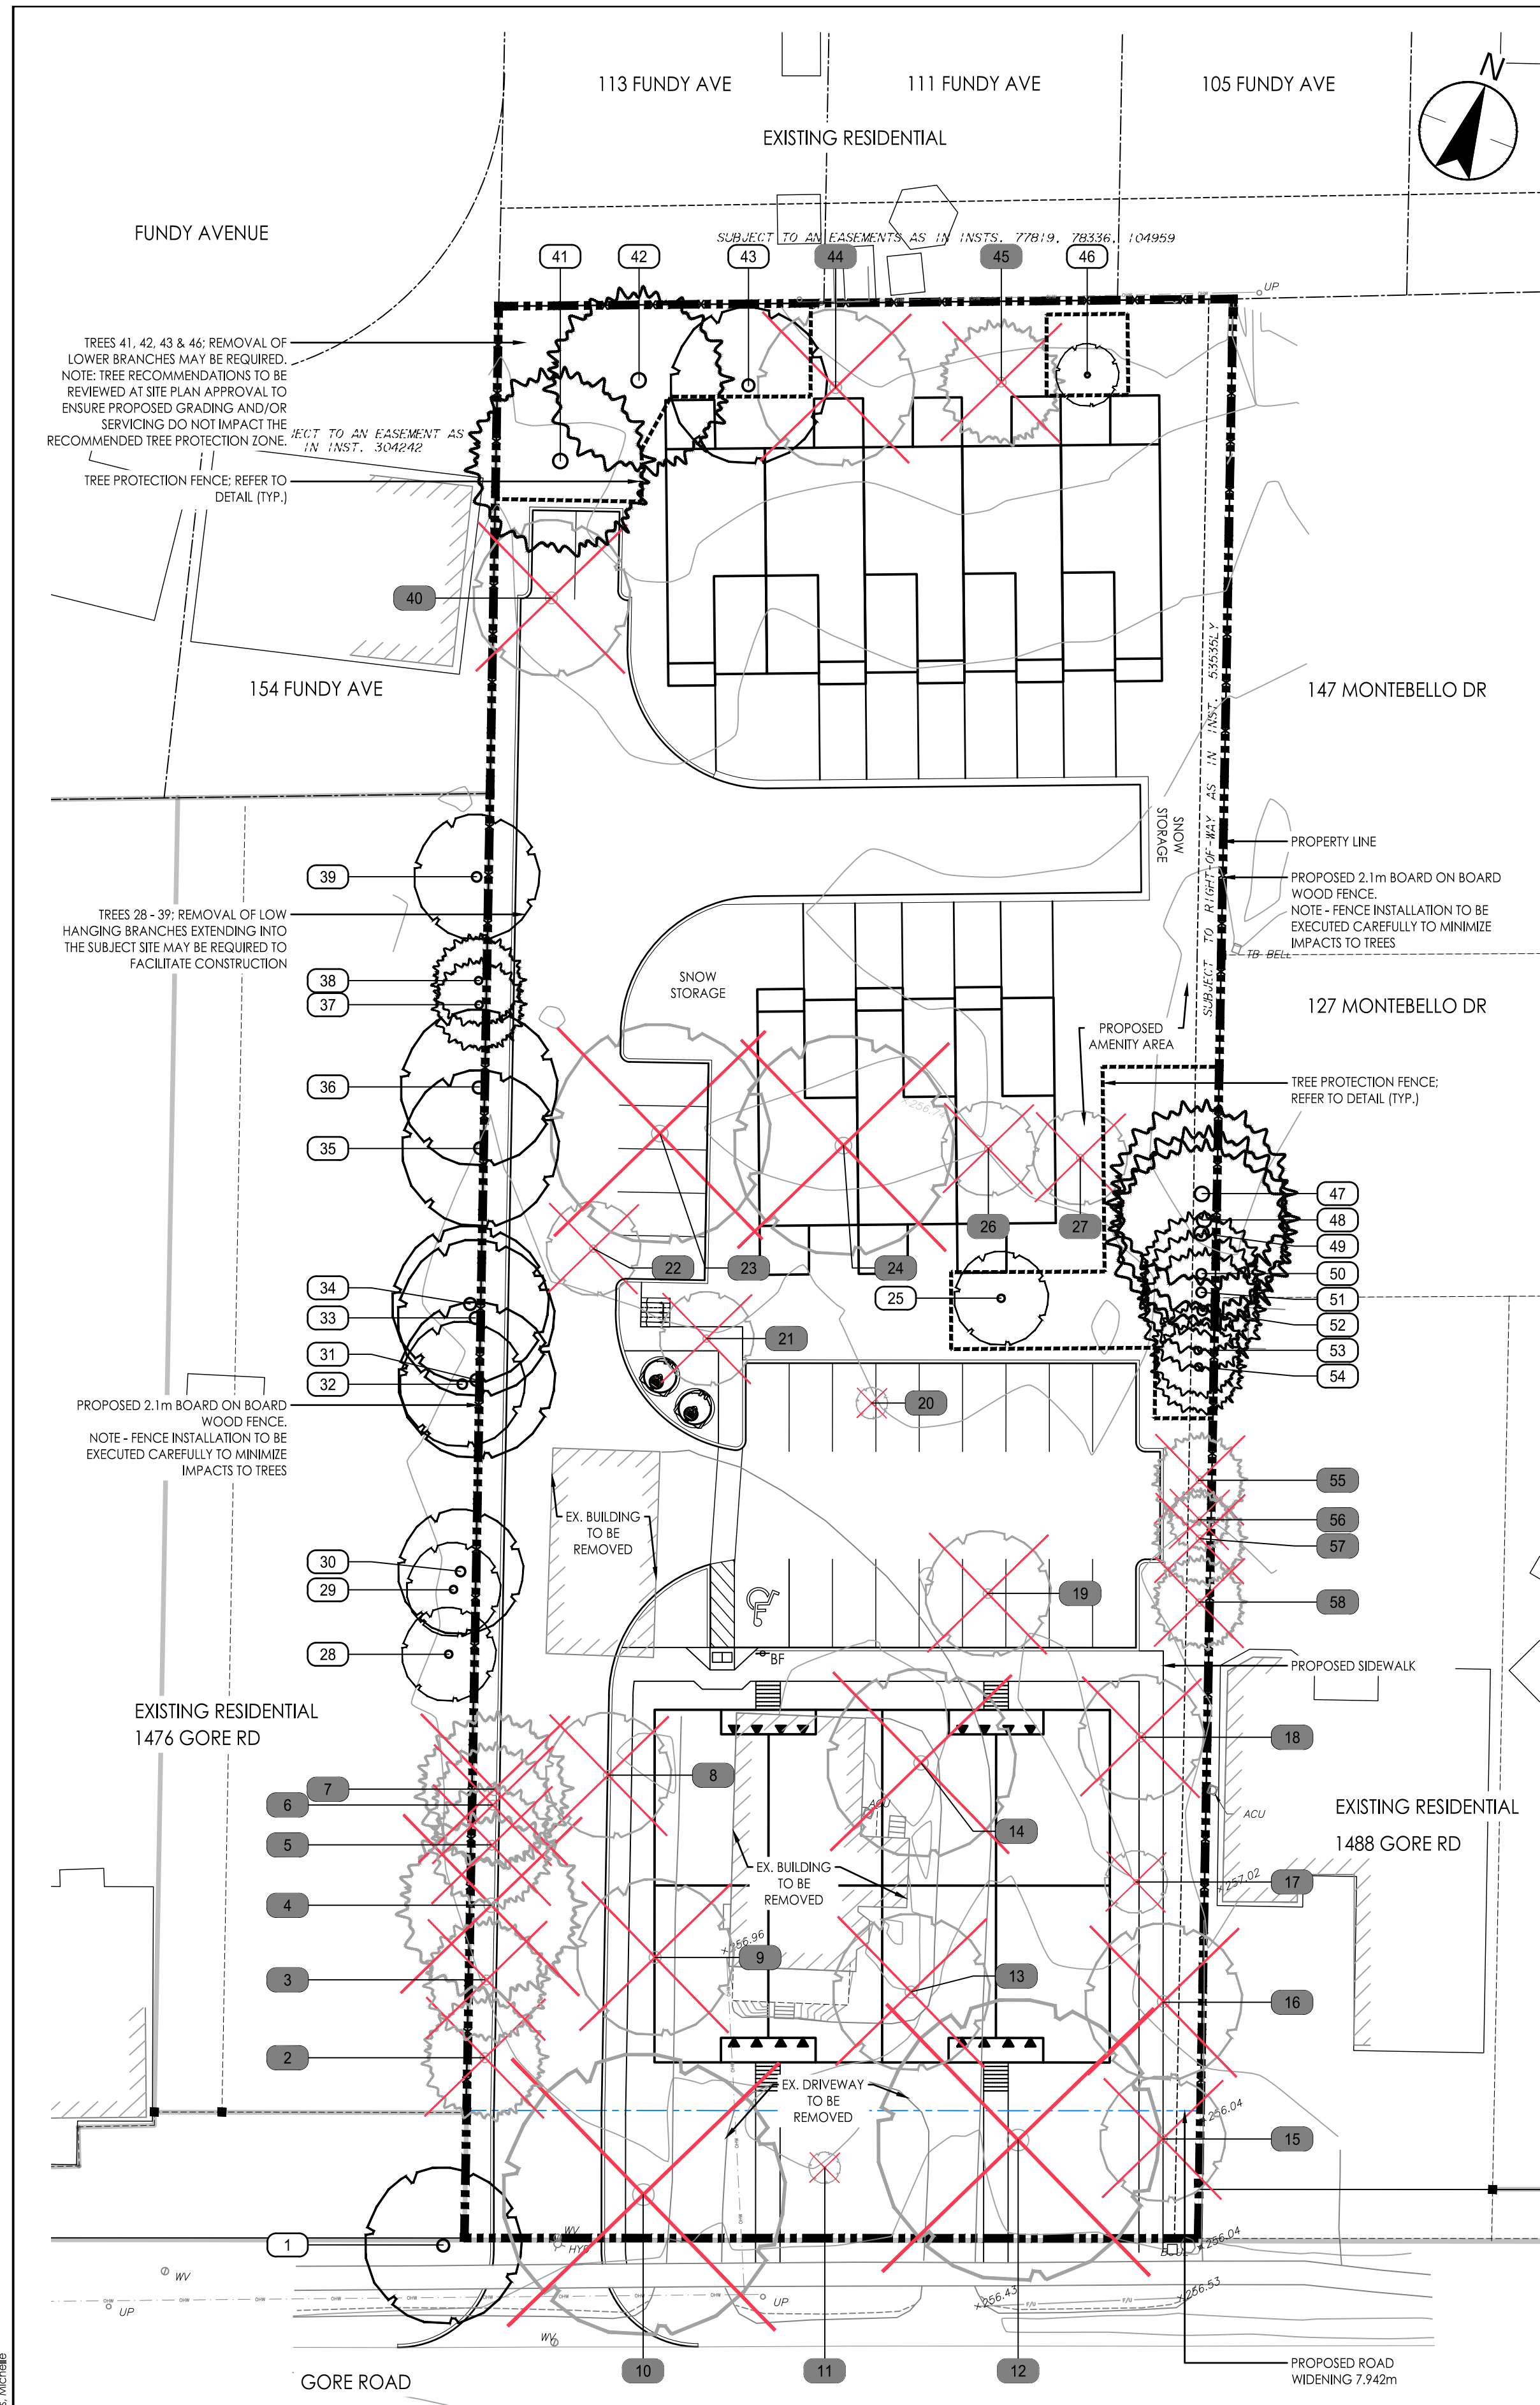 113 FUNDY AVE
111 FUNDY AVE
105 FUNDY AVE
N
EXISTING RESIDENTIAL
FUNDY AVENUE
SUBJECT TO AN EASEMENTS AS IN INSTS. 77819, 78336, 104959
41
42
43
44
45
46
UP
TREES 41, 42, 43 & 46; REMOVAL OF
LOWER BRANCHES MAY BE REQUIRED.
NOTE: TREE RECOMMENDATIONS TO BE
REVIEWED AT SITE PLAN APPROVAL TO
ENSURE PROPOSED GRADING AND/OR
SERVICING DO NOT IMPACT THE
RECOMMENDED TREE PROTECTION ZONE.
JECT TO AN EASEMENT AS
IN INST. 304242
TREE PROTECTION FENCE; REFER TO
DETAIL (TYP.)
40
154 FUNDY AVE
147 MONTEBELLO DR
SUBJECT TO RIGHT-OF-WAY AS IN INST. 53535LY
SNOW
STORAGE
PROPERTY LINE
39
PROPOSED 2.1m BOARD ON BOARD
WOOD FENCE.
NOTE - FENCE INSTALLATION TO BE
EXECUTED CAREFULLY TO MINIMIZE
IMPACTS TO TREES
TREES 28 - 39; REMOVAL OF LOW
HANGING BRANCHES EXTENDING INTO
THE SUBJECT SITE MAY BE REQUIRED TO
FACILITATE CONSTRUCTION
TB BELL
38
37
SNOW
STORAGE
127 MONTEBELLO DR
PROPOSED
AMENITY AREA
36
TREE PROTECTION FENCE;
REFER TO DETAIL (TYP.)
35
47
48
49
50
51
52
53
54
26
27
22
23
24
25
34
33
31
32
21
20
PROPOSED 2.1m BOARD ON BOARD
WOOD FENCE.
NOTE - FENCE INSTALLATION TO BE
EXECUTED CAREFULLY TO MINIMIZE
IMPACTS TO TREES
55
56
57
58
EX. BUILDING
TO BE
REMOVED
30
29
28
19
BF
PROPOSED SIDEWALK
EXISTING RESIDENTIAL
1476 GORE RD
18
8
7
6
5
4
3
2
14
ACU
ACU
EXISTING RESIDENTIAL
1488 GORE RD
EX. BUILDING
TO BE
REMOVED
17
×257.02
×256.96
9
13
16
EX. DRIVEWAY
TO BE
REMOVED
256.04
15
1
WV
HYD
×256.04
WV
UP
OHW
OHW
OHW
UP
×256.43
×256.53
WV
10
11
12
PROPOSED ROAD
WIDENING 7.942m
GORE ROAD